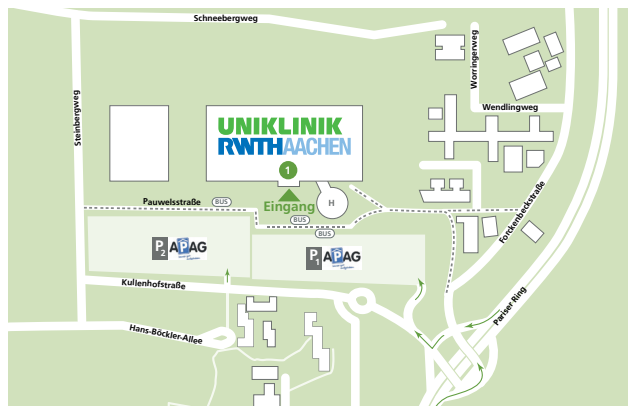 Schneebergweg
Steinbergweg
Worringerweg
Wendlingweg
UNIKLINIK
RWTHAACHEN
1
Eingang
H
Pauwelsstraße
BUS
BUS
BUS
Forckenbeckstraße
P2 APAG
P1 APAG
Kullenhofstraße
Hans-Böckler-Allee
Pariser Ring